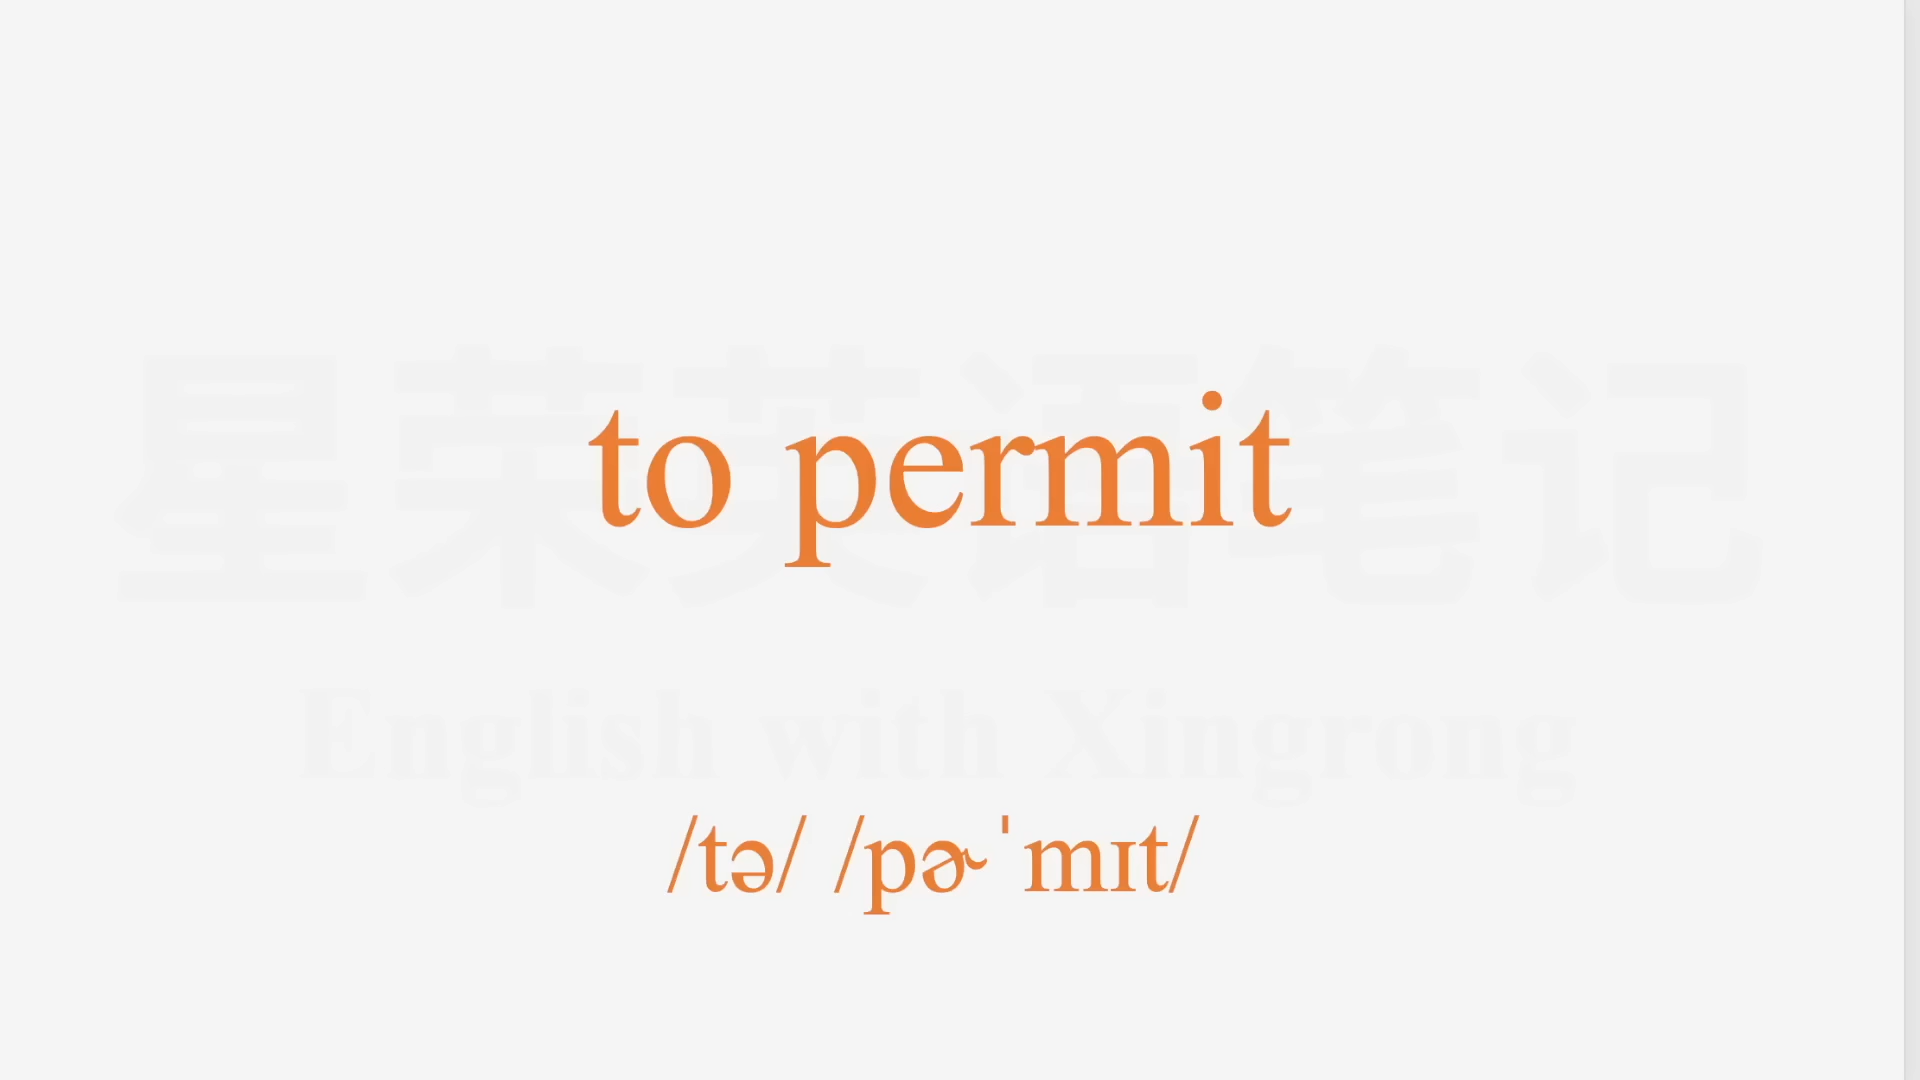 to permit
星荣英语笔记
English with Xingrong
/tə/ /pɚˈmɪt/